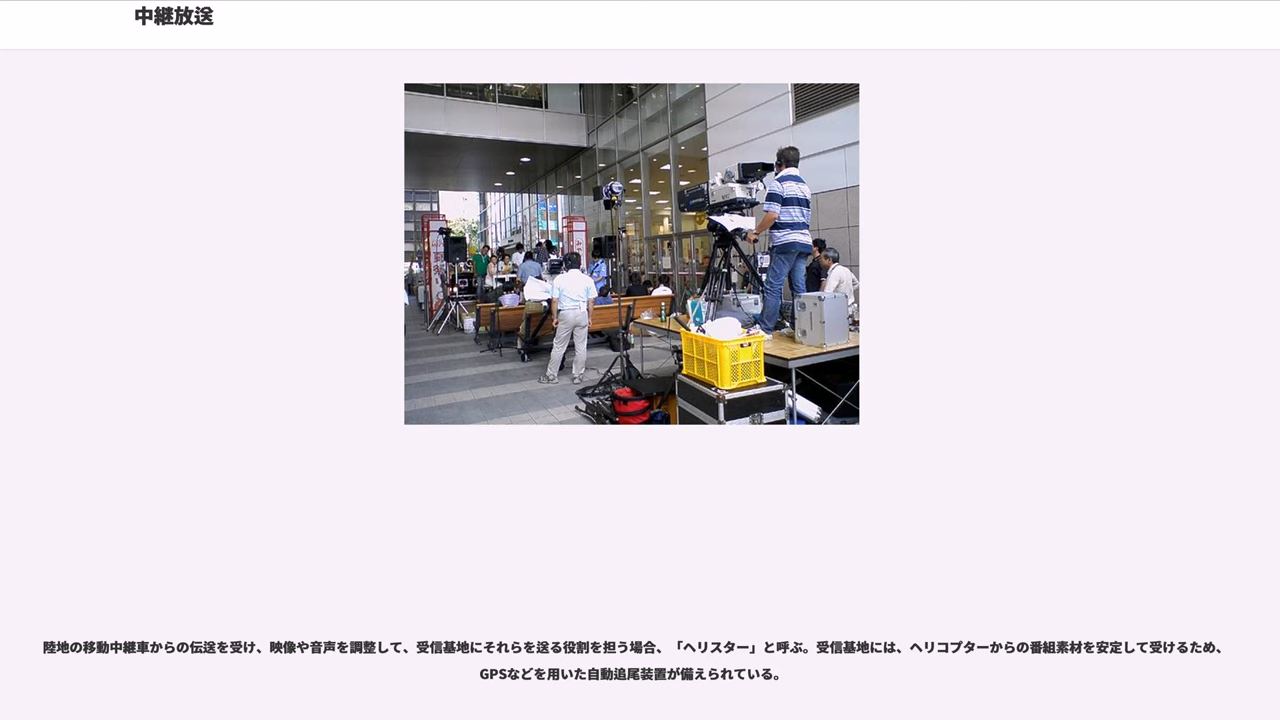 中継放送
陸地の移動中継車からの伝送を受け、映像や音声を調整して、受信基地にそれらを送る役割を担う場合、「ヘリスター」と呼ぶ。受信基地には、ヘリコプターからの番組素材を安定して受けるため、
GPSなどを用いた自動追尾装置が備えられている。